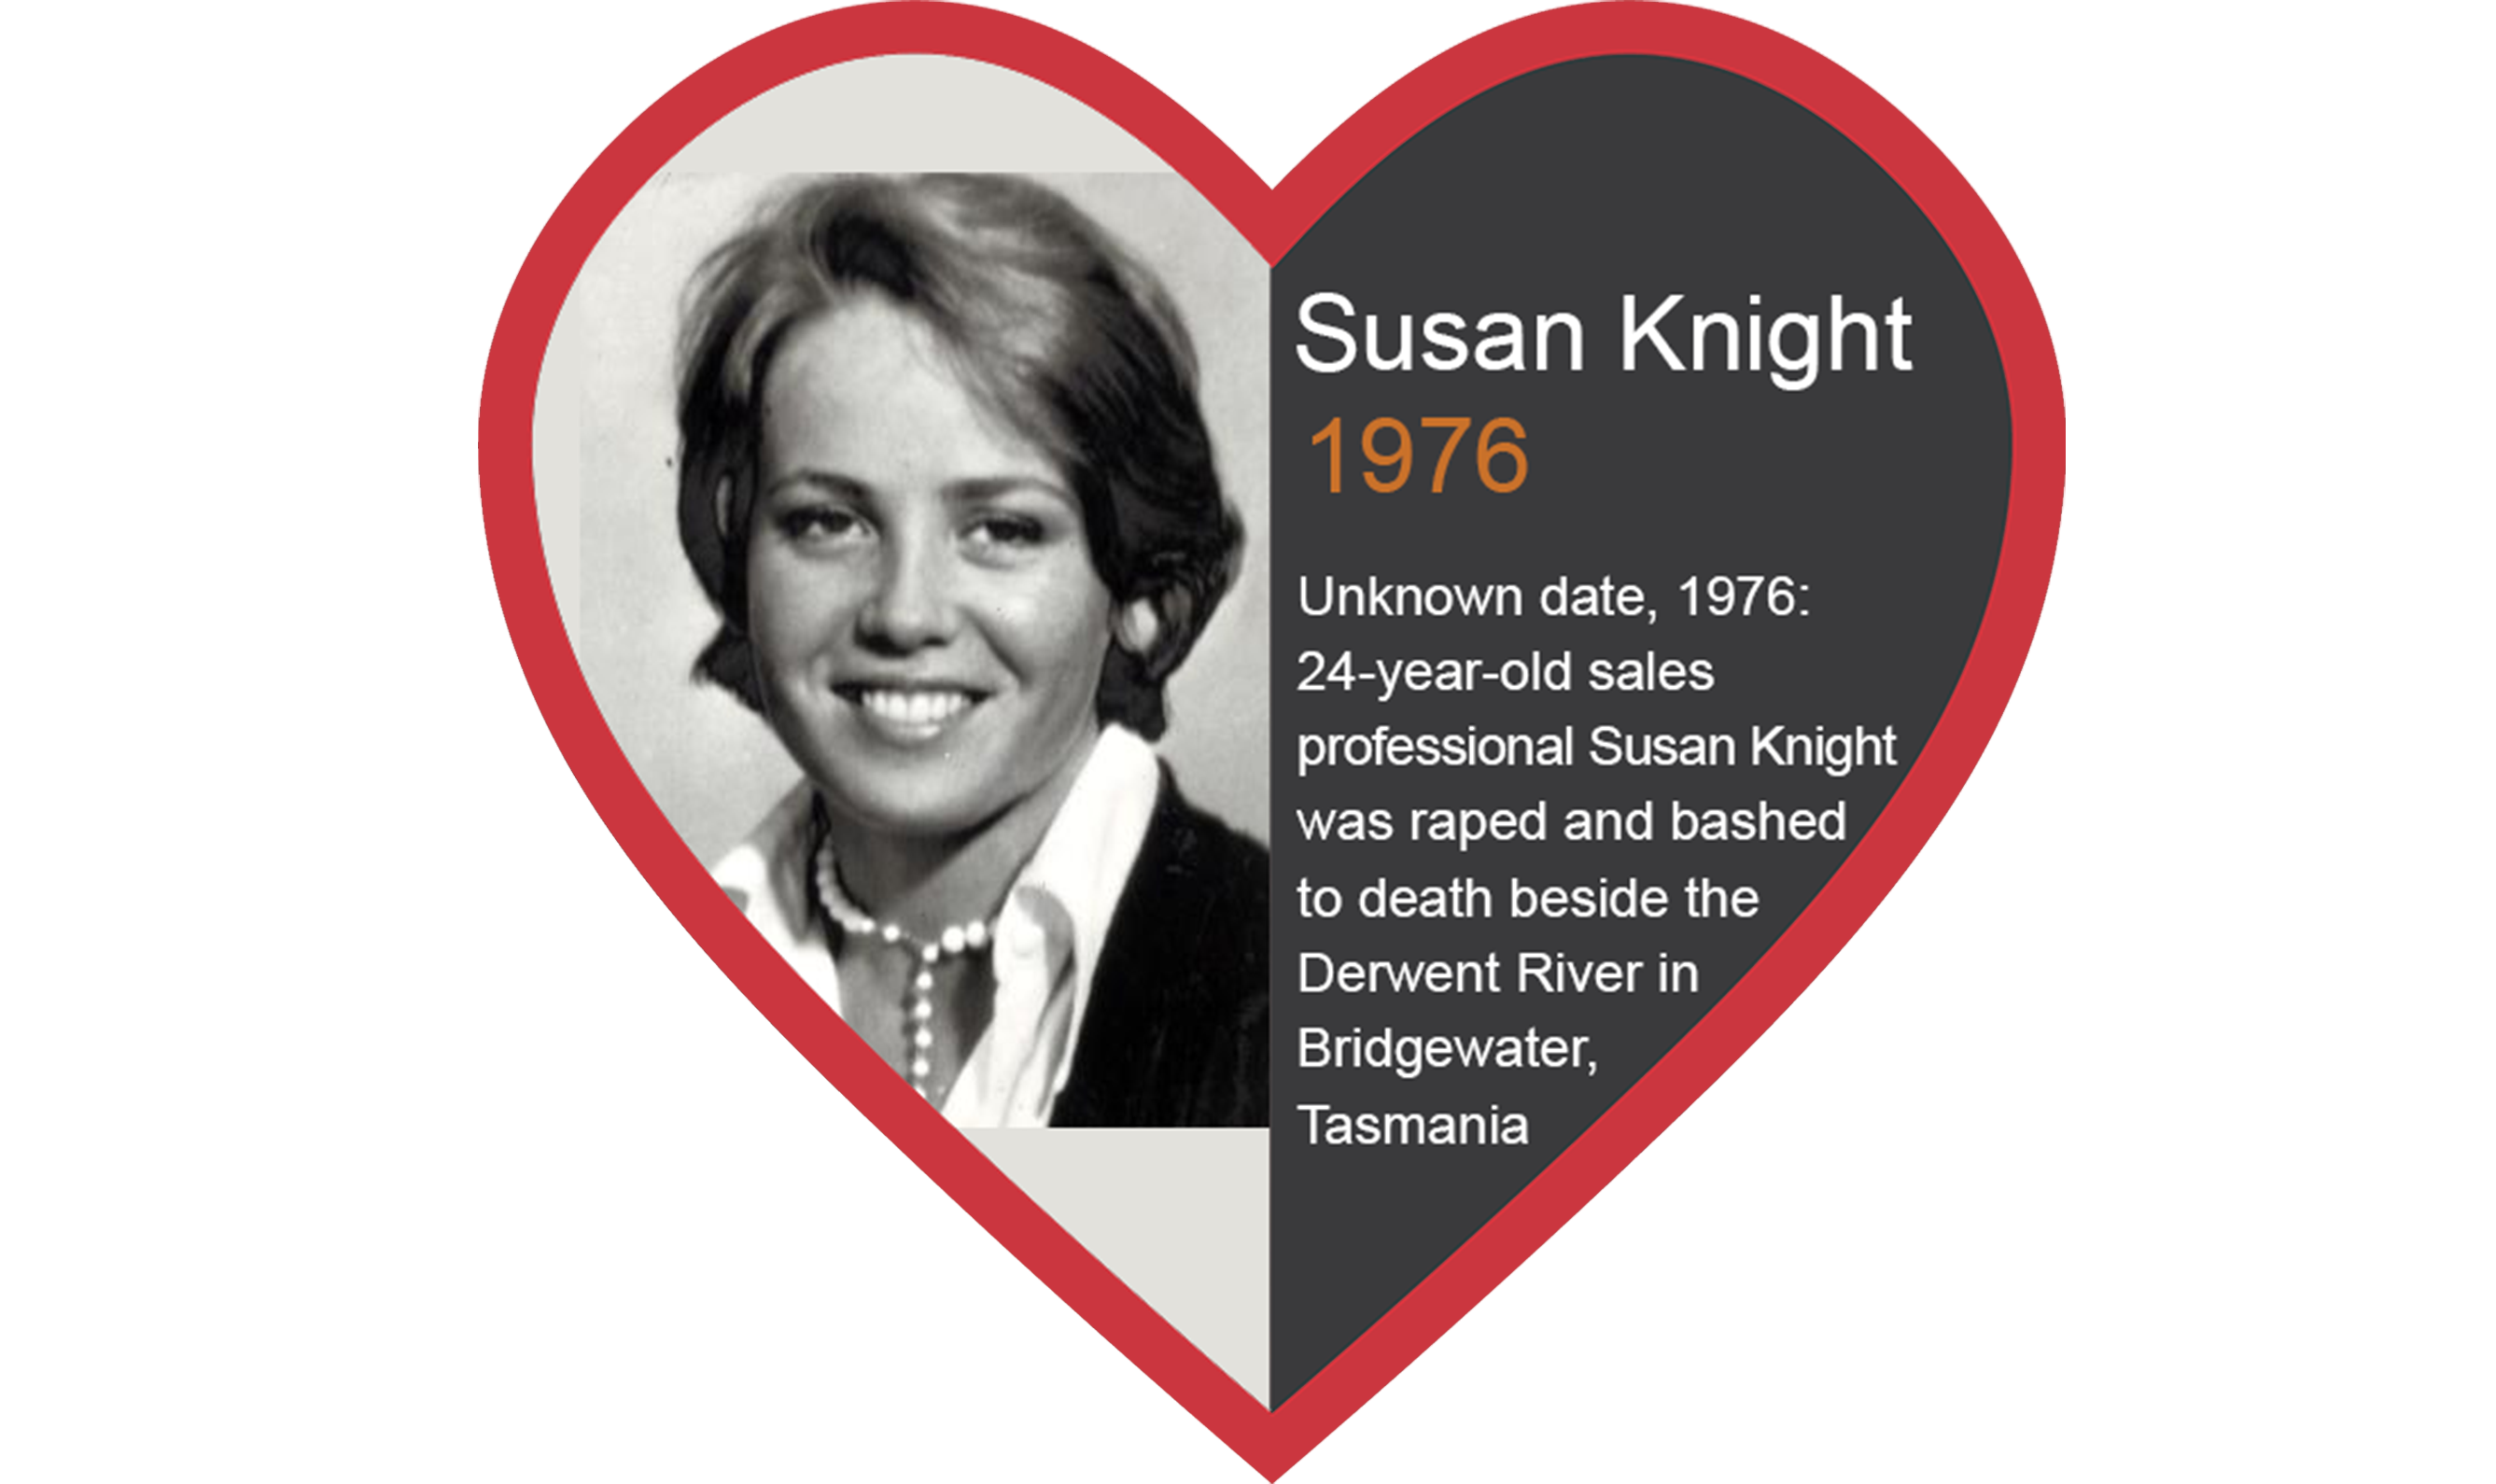 Susan Knight
1976
Unknown date, 1976:
24-year-old sales
professional Susan Knight
was raped and bashed
to death beside the
Derwent River in
Bridgewater,
Tasmania